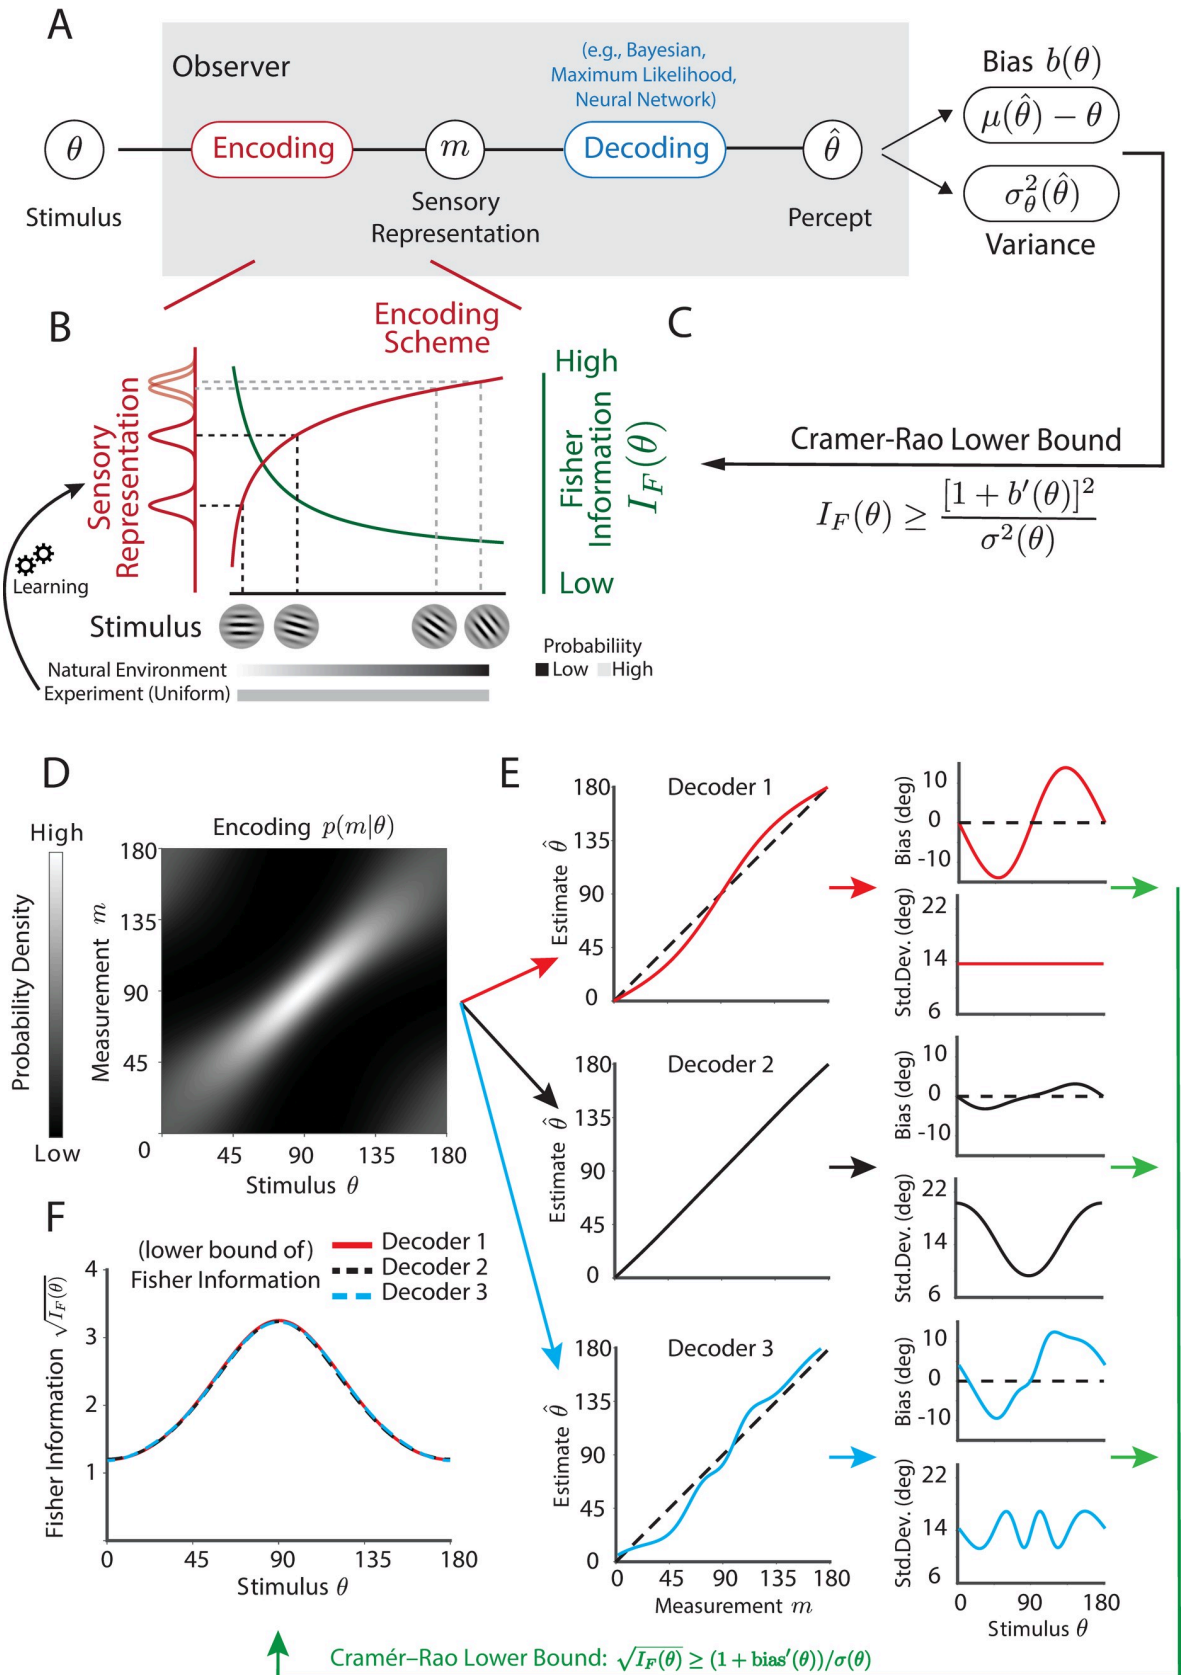 A
Observer
(e.g., Bayesian,
Maximum Likelihood,
Neural Network)
Bias b(θ)
θ
Encoding
m
Decoding
θ̂
μ(θ̂) − θ
σ²_θ(θ̂)
Stimulus
Sensory
Representation
Percept
Variance
B
Encoding
Scheme
C
High
Sensory
Representation
Fisher
Information
I_F(θ)
Low
Learning
Stimulus
Natural Environment
Experiment (Uniform)
Probabiliity
Low High
Cramer-Rao Lower Bound
I_F(θ) ≥ [1 + b′(θ)]² / σ²(θ)
D
High
Probability Density
Low
Encoding p(m|θ)
Measurement m
180
135
90
45
0
45 90 135 180
Stimulus θ
E
Decoder 1
Estimate θ̂
180
135
90
45
0
Bias (deg)
10
0
-10
Std.Dev. (deg)
22
14
6
Decoder 2
Estimate θ̂
180
135
90
45
0
Bias (deg)
10
0
-10
Std.Dev. (deg)
22
14
6
Decoder 3
Estimate θ̂
180
135
90
45
0
0 45 90 135 180
Measurement m
Bias (deg)
10
0
-10
Std.Dev. (deg)
22
14
6
0 90 180
Stimulus θ
F
(lower bound of)
Fisher Information
Decoder 1
Decoder 2
Decoder 3
Fisher Information √I_F(θ)
4
3
2
1
0 45 90 135 180
Stimulus θ
Cramér–Rao Lower Bound: √I_F(θ) ≥ (1 + bias′(θ))/σ(θ)